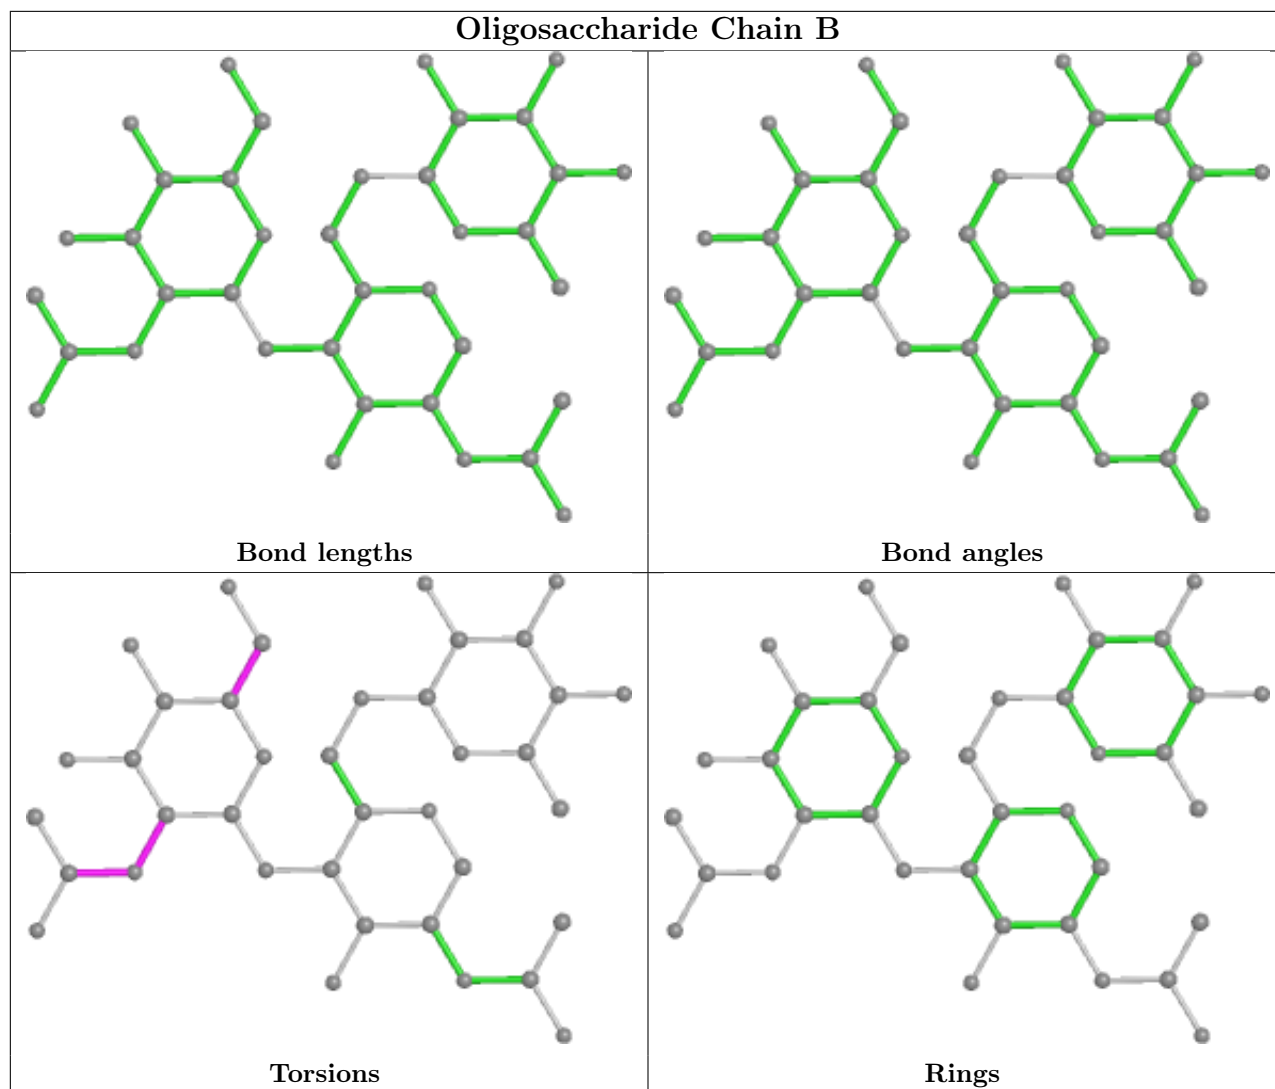 Oligosaccharide Chain B
Bond lengths
Bond angles
Torsions
Rings